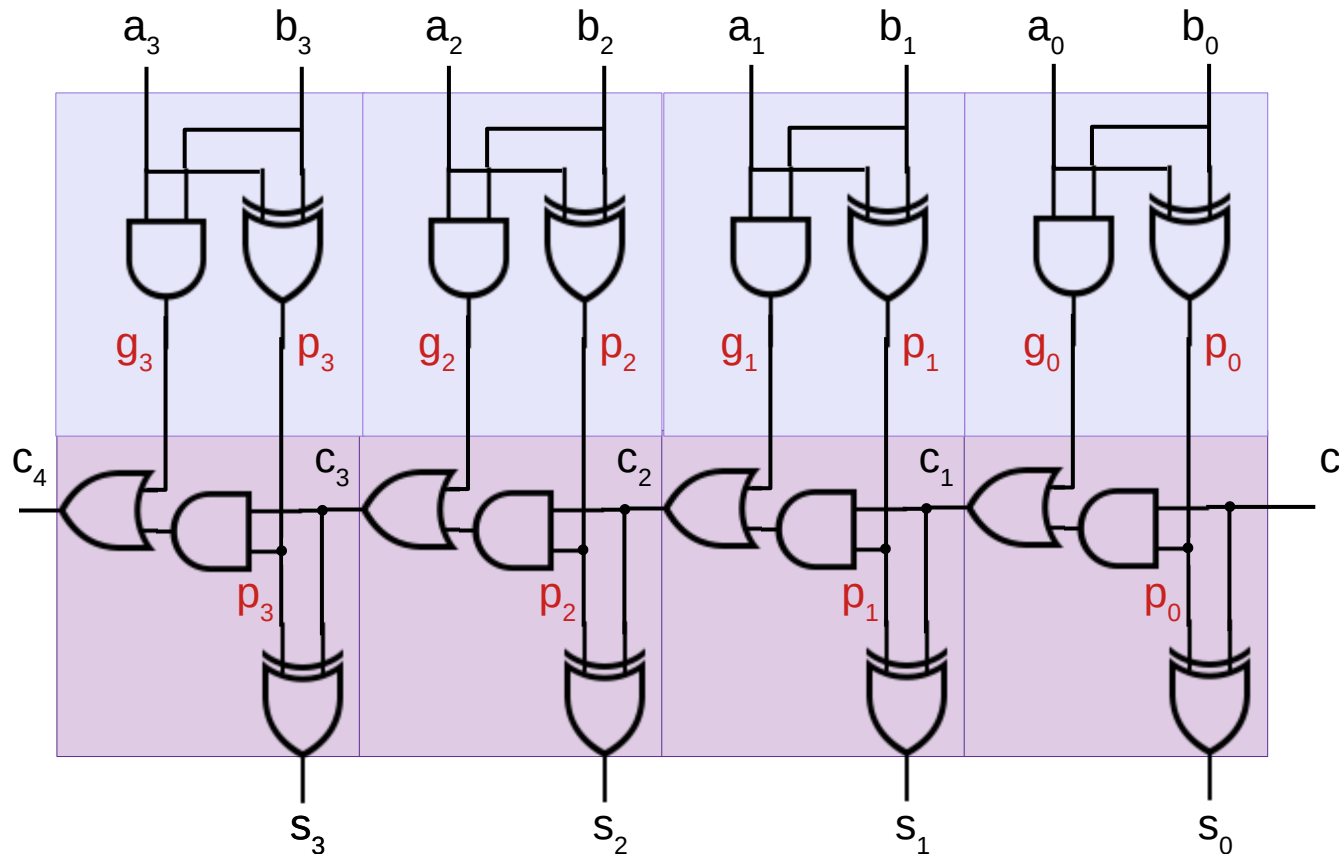 a3 b3 a2 b2 a1 b1 a0 b0
g3 p3 g2 p2 g1 p1 g0 p0
c4 c3 c2 c1 c
p3 p2 p1 p0
s3 s2 s1 s0